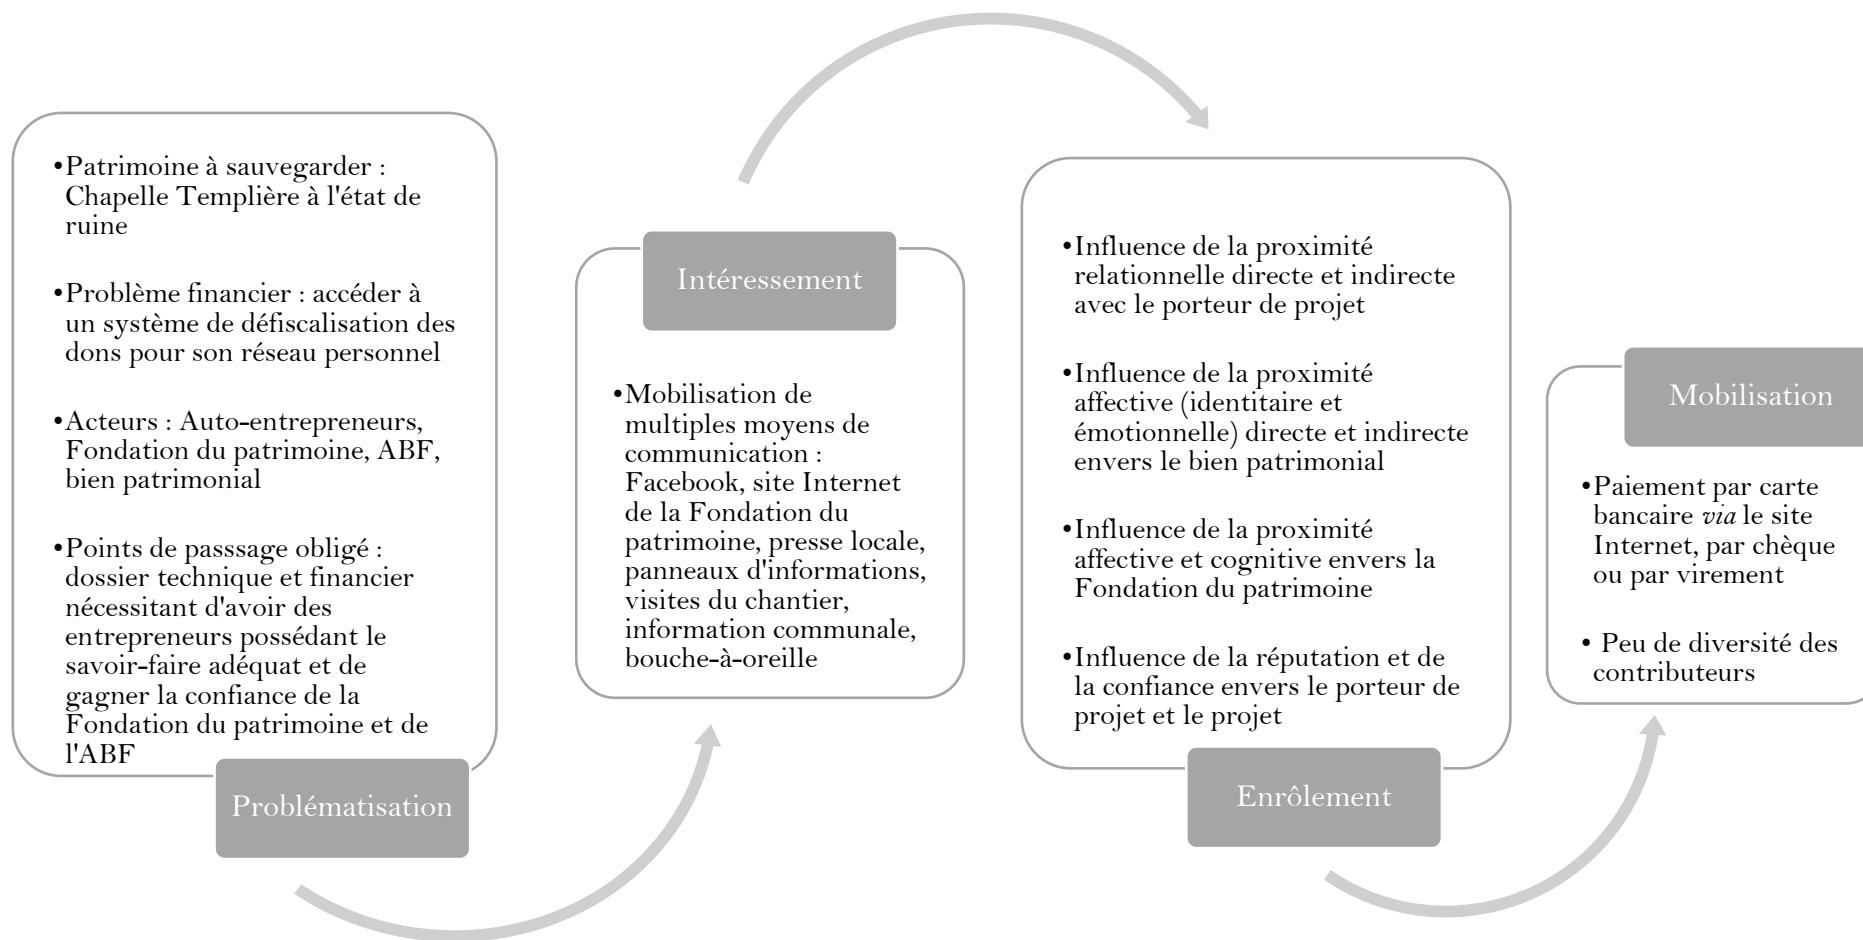 •Patrimoine à sauvegarder :
Chapelle Templière à l'état de
ruine
•Problème financier : accéder à
un système de défiscalisation des
dons pour son réseau personnel
•Acteurs : Auto-entrepreneurs,
Fondation du patrimoine, ABF,
bien patrimonial
•Points de passsage obligé :
dossier technique et financier
nécessitant d'avoir des
entrepreneurs possédant le
savoir-faire adéquat et de
gagner la confiance de la
Fondation du patrimoine et de
l'ABF
Problématisation
Intéressement
•Mobilisation de
multiples moyens de
communication :
Facebook, site Internet
de la Fondation du
patrimoine, presse locale,
panneaux d'informations,
visites du chantier,
information communale,
bouche-à-oreille
•Influence de la proximité
relationnelle directe et indirecte
avec le porteur de projet
•Influence de la proximité
affective (identitaire et
émotionnelle) directe et indirecte
envers le bien patrimonial
•Influence de la proximité
affective et cognitive envers la
Fondation du patrimoine
•Influence de la réputation et de
la confiance envers le porteur de
projet et le projet
Enrôlement
Mobilisation
•Paiement par carte
bancaire via le site
Internet, par chèque
ou par virement
• Peu de diversité des
contributeurs